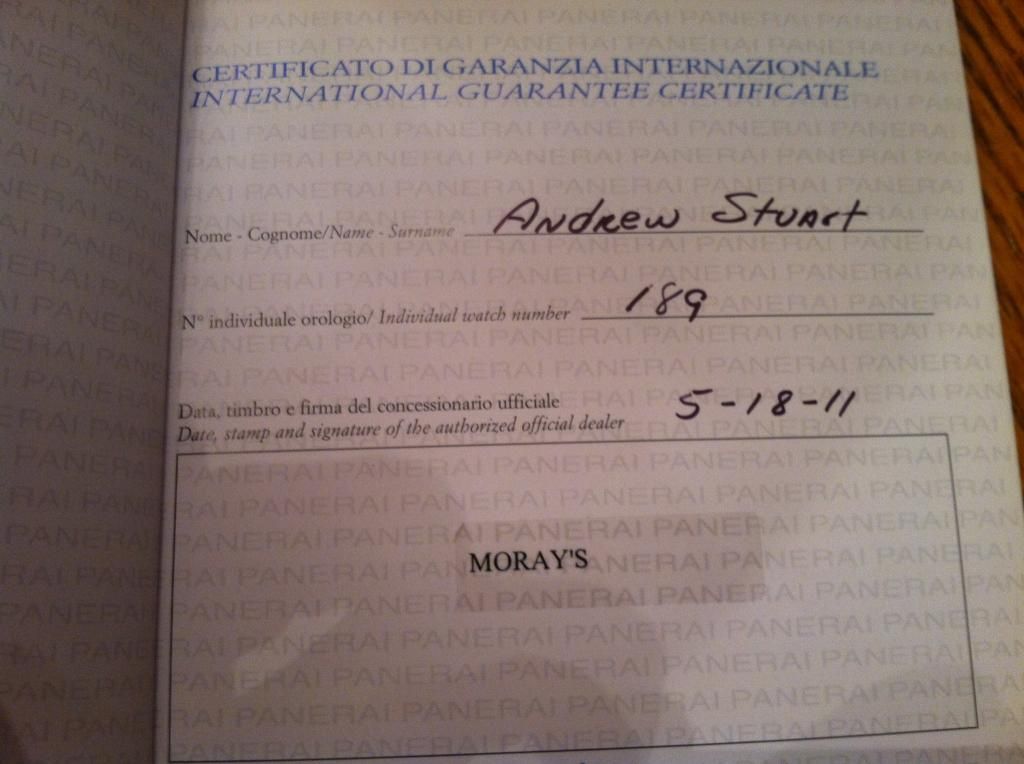 CERTIFICATO DI GARANZIA INTERNAZIONALE
INTERNATIONAL GUARANTEE CERTIFICATE
Nome - Cognome/Name - Surname Andrew Stuart
N° individuale orologio/ Individual watch number 189
Data, timbro e firma del concessionario ufficiale 5-18-11
Date, stamp and signature of the authorized official dealer
MORAY'S
PANERAI